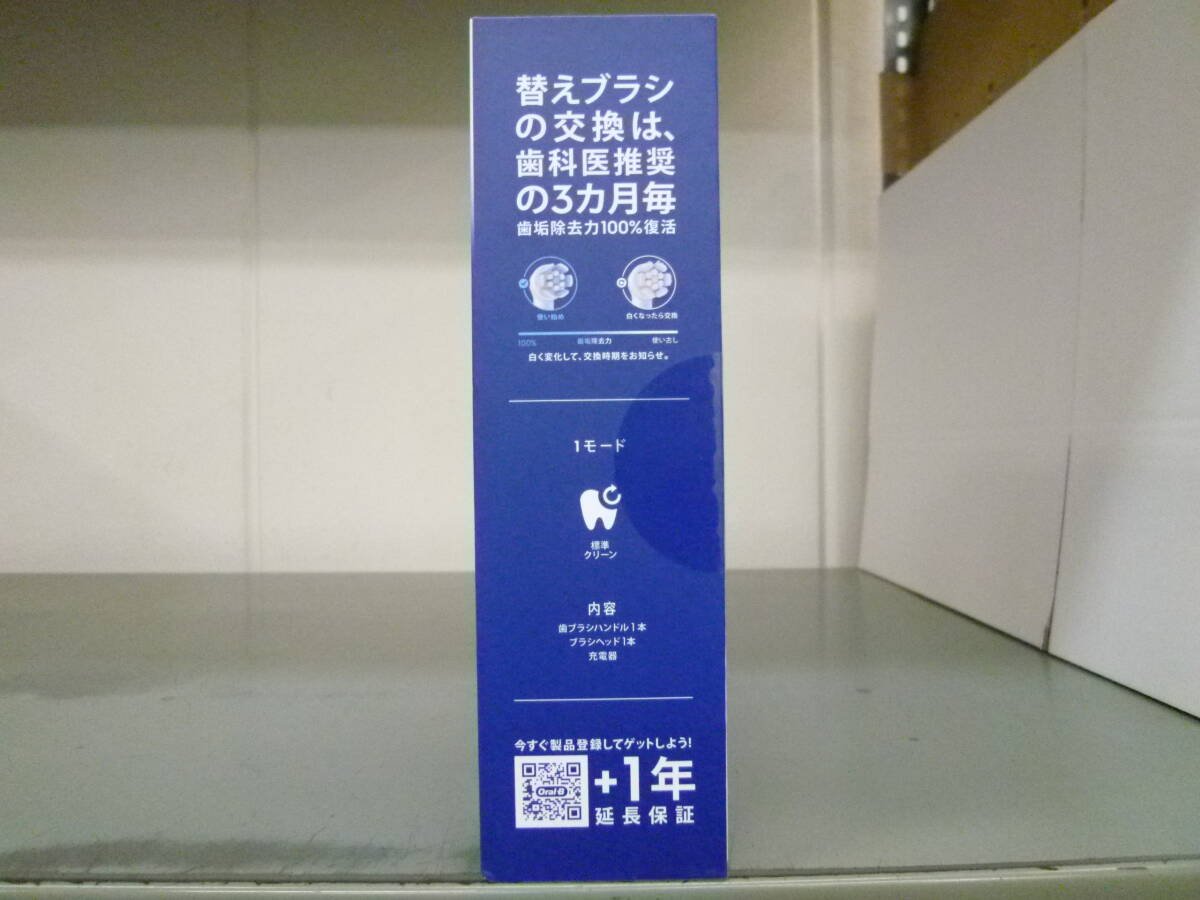 替えブラシ
の交換は、
歯科医推奨
の3カ月毎
歯垢除去力100%復活
使い始め
白くなったら交換
100%
歯垢除去力
使い古し
白く変化して、交換時期をお知らせ。
1モード
標準
クリーン
内容
歯ブラシハンドル1本
ブラシヘッド1本
充電器
今すぐ製品登録してゲットしよう!
Oral-B
+1年
延長保証